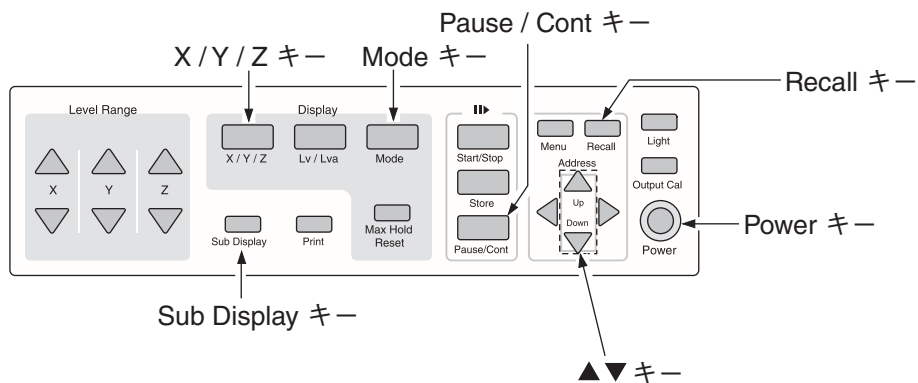 Pause / Cont キー
X / Y / Z キー
Mode キー
Recall キー
Level Range
X
Y
Z
Display
X / Y / Z
Lv / Lva
Mode
Sub Display
Print
Max Hold
Reset
Start/Stop
Store
Pause/Cont
Menu
Recall
Address
Up
Down
Light
Output Cal
Power
Power キー
Sub Display キー
▲▼ キー